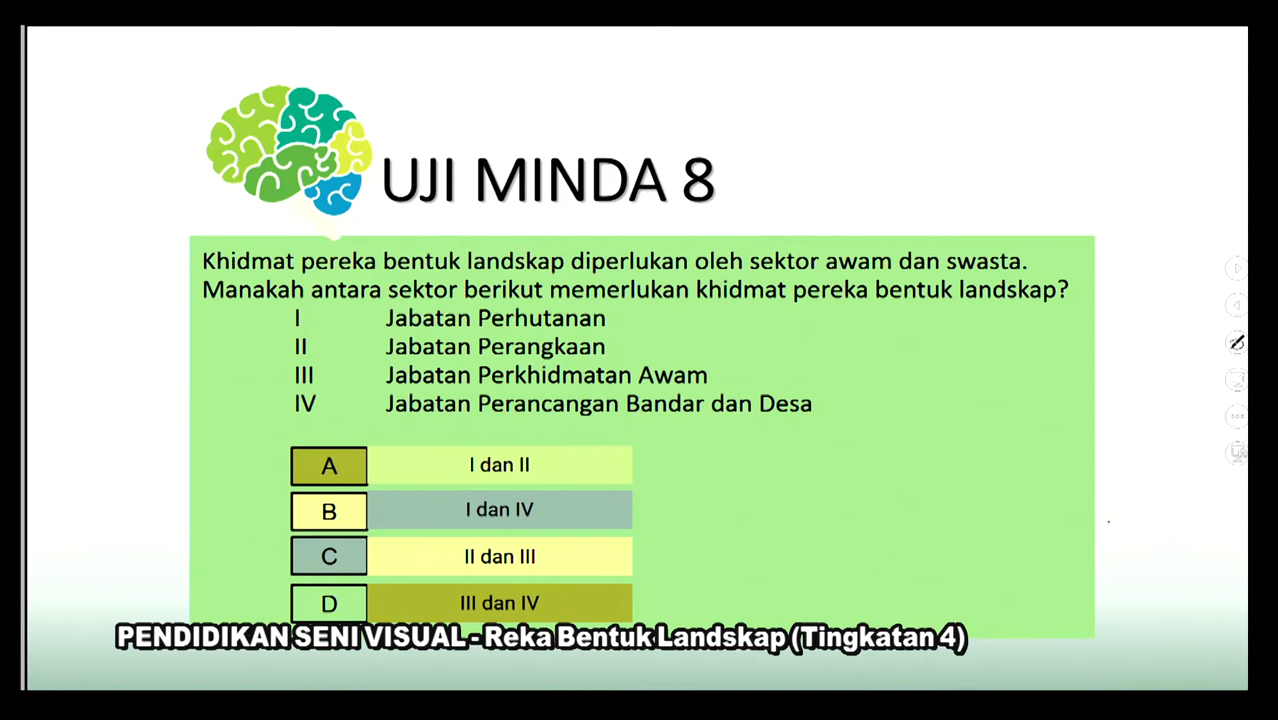 UJI MINDA 8
Khidmat pereka bentuk landskap diperlukan oleh sektor awam dan swasta.
Manakah antara sektor berikut memerlukan khidmat pereka bentuk landskap?
I Jabatan Perhutanan
II Jabatan Perangkaan
III Jabatan Perkhidmatan Awam
IV Jabatan Perancangan Bandar dan Desa
A I dan II
B I dan IV
C II dan III
D III dan IV
PENDIDIKAN SENI VISUAL - Reka Bentuk Landskap (Tingkatan 4)